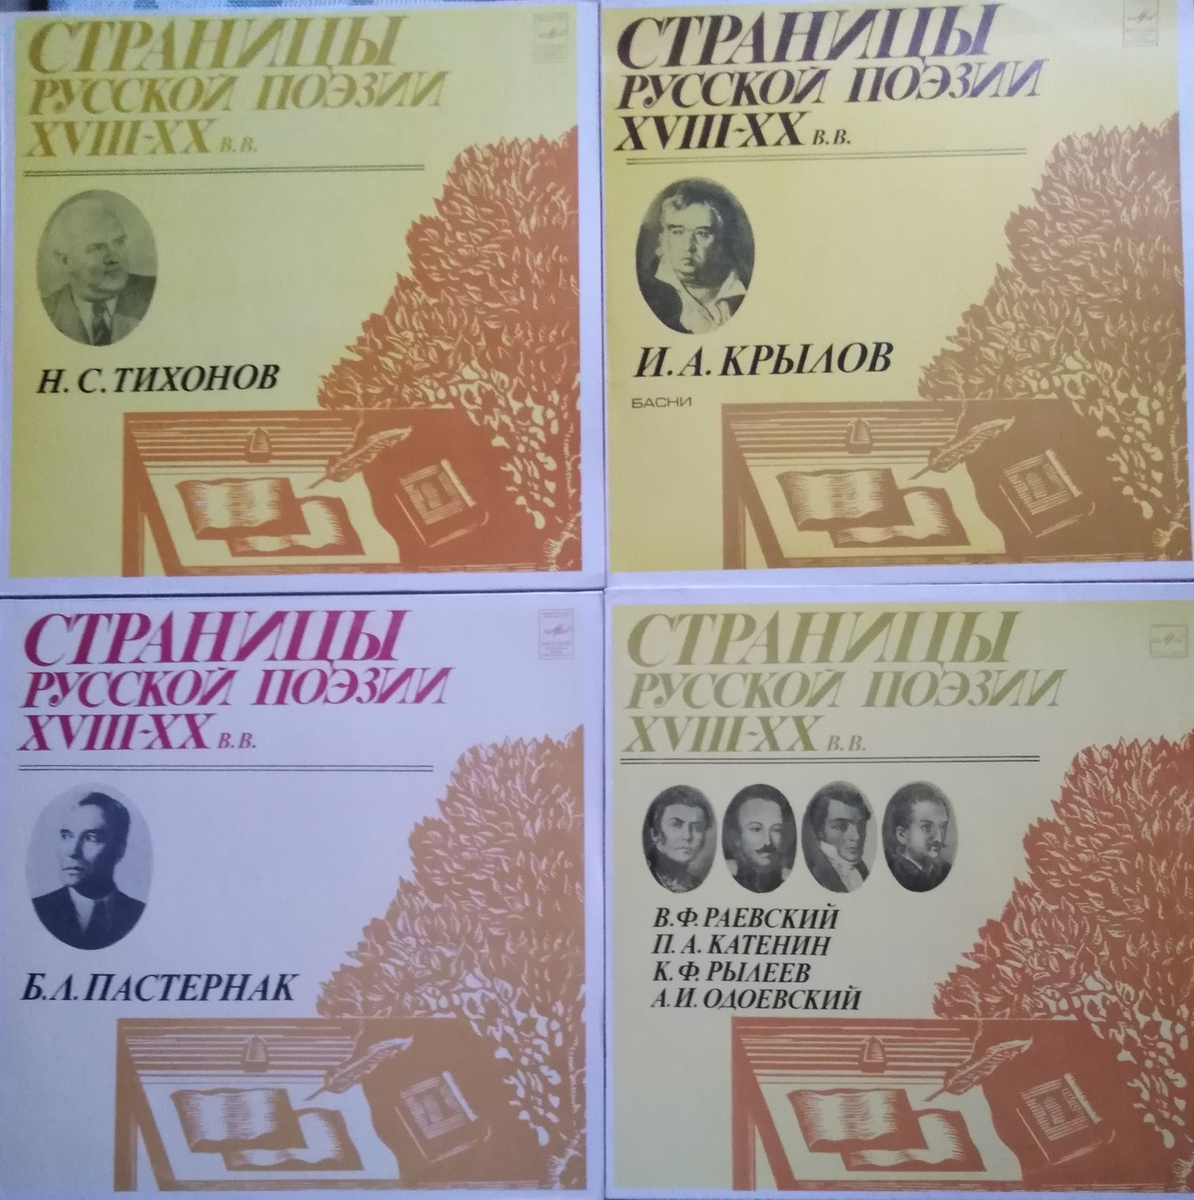 СТРАНИЦЫ
РУССКОЙ ПОЭЗИИ
XVIII-XX В.В.
Н. С. ТИХОНОВ
СТРАНИЦЫ
РУССКОЙ ПОЭЗИИ
XVIII-XX В.В.
И. А. КРЫЛОВ
БАСНИ
СТРАНИЦЫ
РУССКОЙ ПОЭЗИИ
XVIII-XX В.В.
Б. Л. ПАСТЕРНАК
СТРАНИЦЫ
РУССКОЙ ПОЭЗИИ
XVIII-XX В.В.
В. Ф. РАЕВСКИЙ
П. А. КАТЕНИН
К. Ф. РЫЛЕЕВ
А. И. ОДОЕВСКИЙ